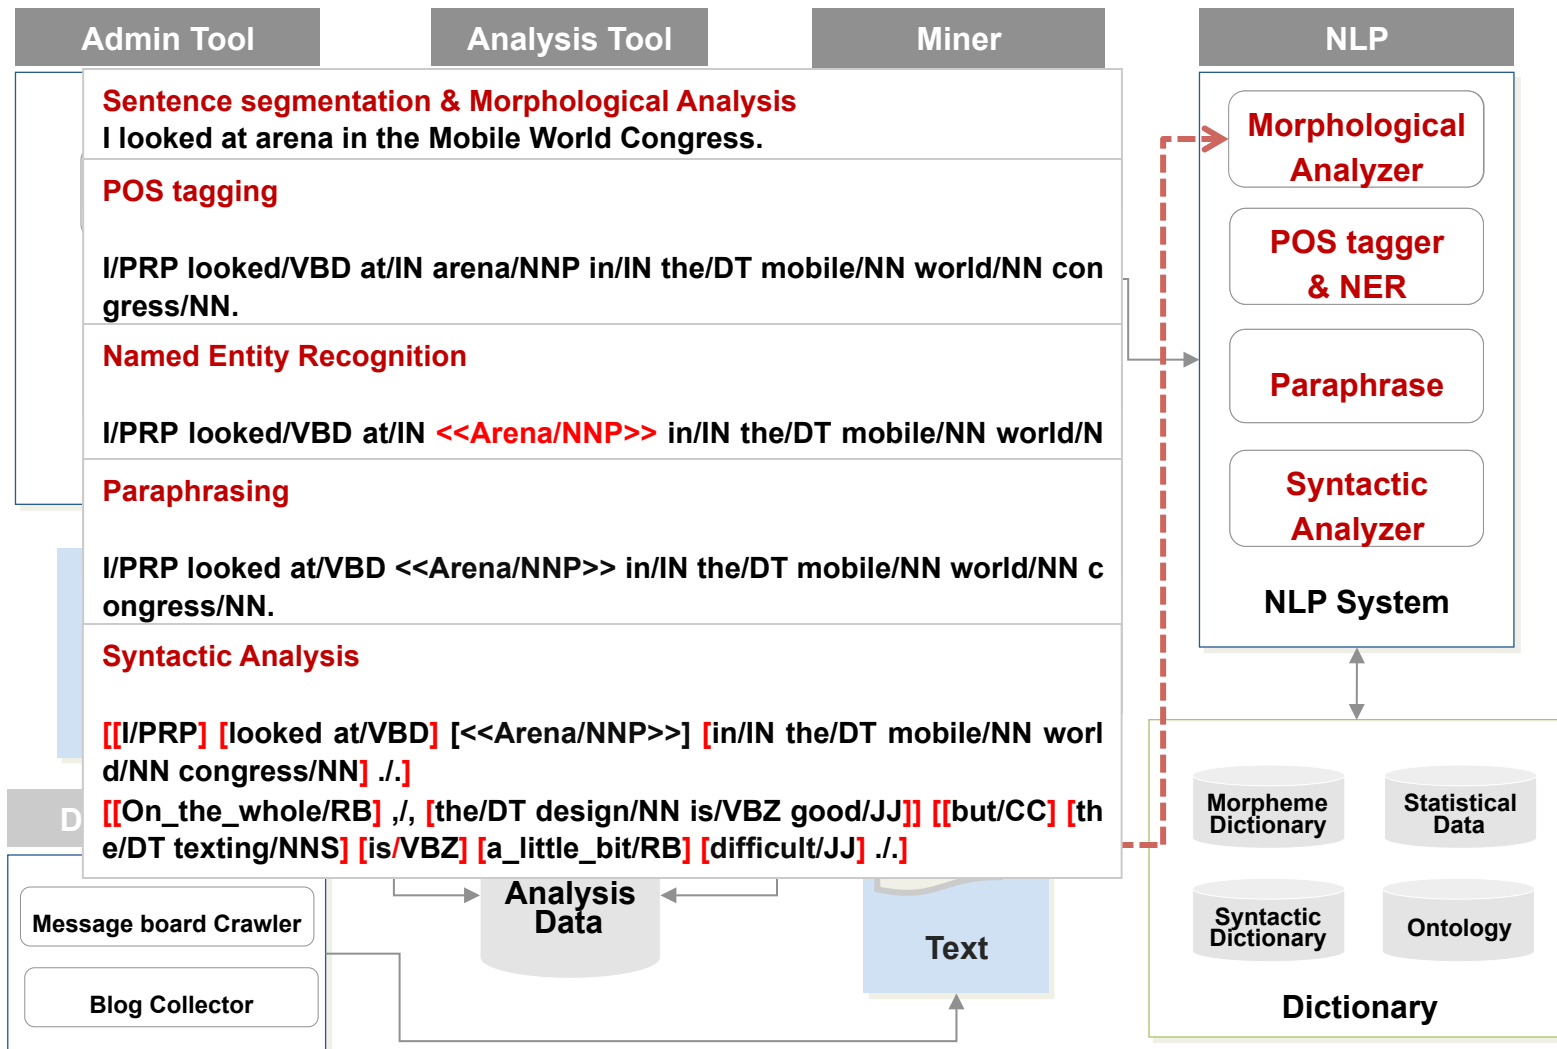 Admin Tool
Analysis Tool
Miner
NLP
Sentence segmentation & Morphological Analysis
I looked at arena in the Mobile World Congress.
POS tagging
I/PRP looked/VBD at/IN arena/NNP in/IN the/DT mobile/NN world/NN con
gress/NN.
Named Entity Recognition
I/PRP looked/VBD at/IN <<Arena/NNP>> in/IN the/DT mobile/NN world/N
Paraphrasing
I/PRP looked at/VBD <<Arena/NNP>> in/IN the/DT mobile/NN world/NN c
ongress/NN.
Syntactic Analysis
[[I/PRP] [looked at/VBD] [<<Arena/NNP>>] [in/IN the/DT mobile/NN worl
d/NN congress/NN] ./.]
[[On_the_whole/RB] ,/, [the/DT design/NN is/VBZ good/JJ]] [[but/CC] [th
e/DT texting/NNS] [is/VBZ] [a_little_bit/RB] [difficult/JJ] ./.]
Morphological
Analyzer
POS tagger
& NER
Paraphrase
Syntactic
Analyzer
NLP System
D
Message board Crawler
Blog Collector
Analysis
Data
Text
Morpheme
Dictionary
Statistical
Data
Syntactic
Dictionary
Ontology
Dictionary